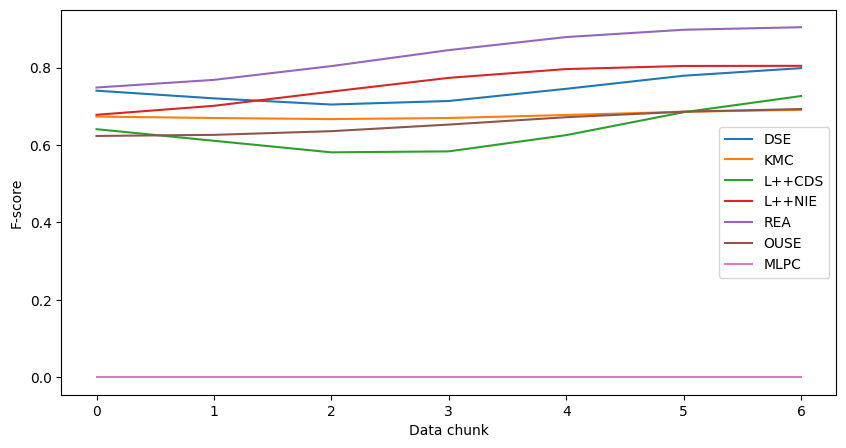 F-score
0.8
0.6
0.4
0.2
0.0
0 1 2 3 4 5 6
Data chunk
DSE
KMC
L++CDS
L++NIE
REA
OUSE
MLPC